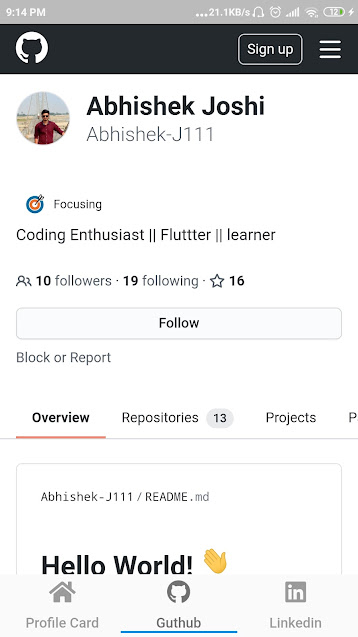 9:14 PM ...21.1KB/s 12
Sign up
Abhishek Joshi
Abhishek-J111
Focusing
Coding Enthusiast || Fluttter || learner
10 followers · 19 following · 16
Follow
Block or Report
Overview Repositories 13 Projects P
Abhishek-J111/README.md
Hello World! 👋
Profile Card Guthub Linkedin